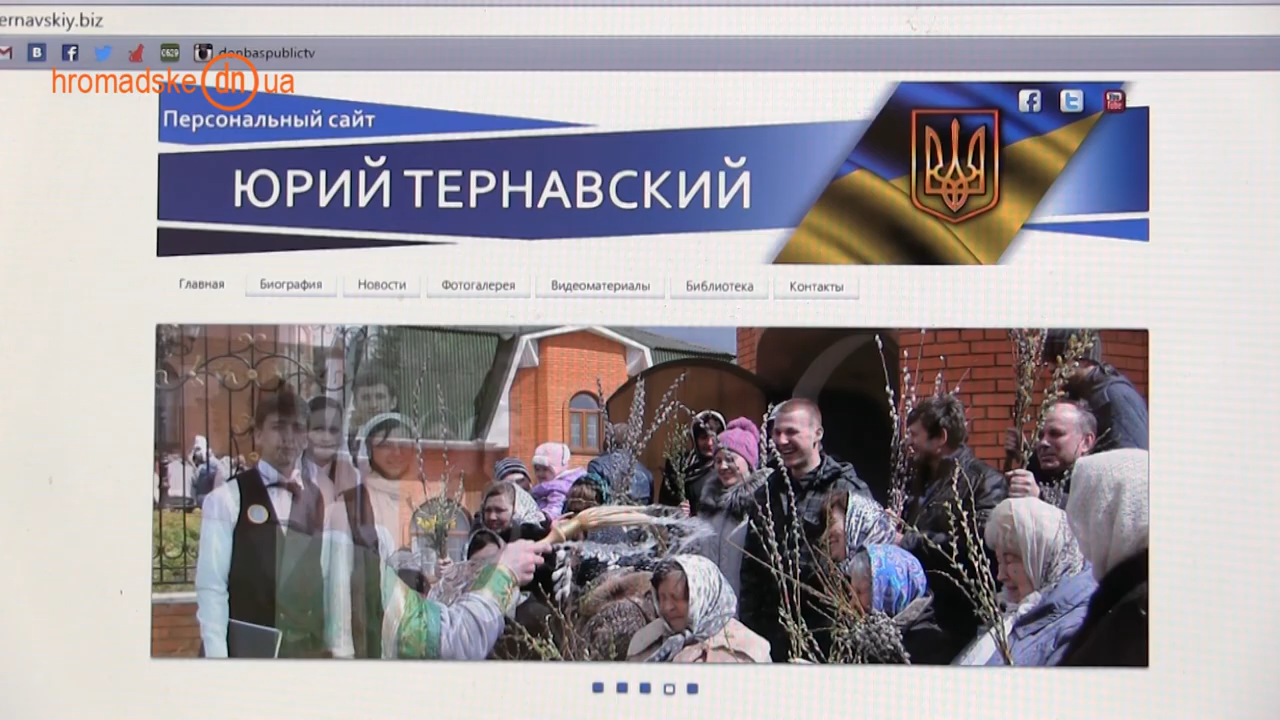 ernavskiy.biz
donbaspublictv
hromadske dn ua
Персональный сайт
ЮРИЙ ТЕРНАВСКИЙ
Главная Биография Новости Фотогалерея Видеоматериалы Библиотека Контакты